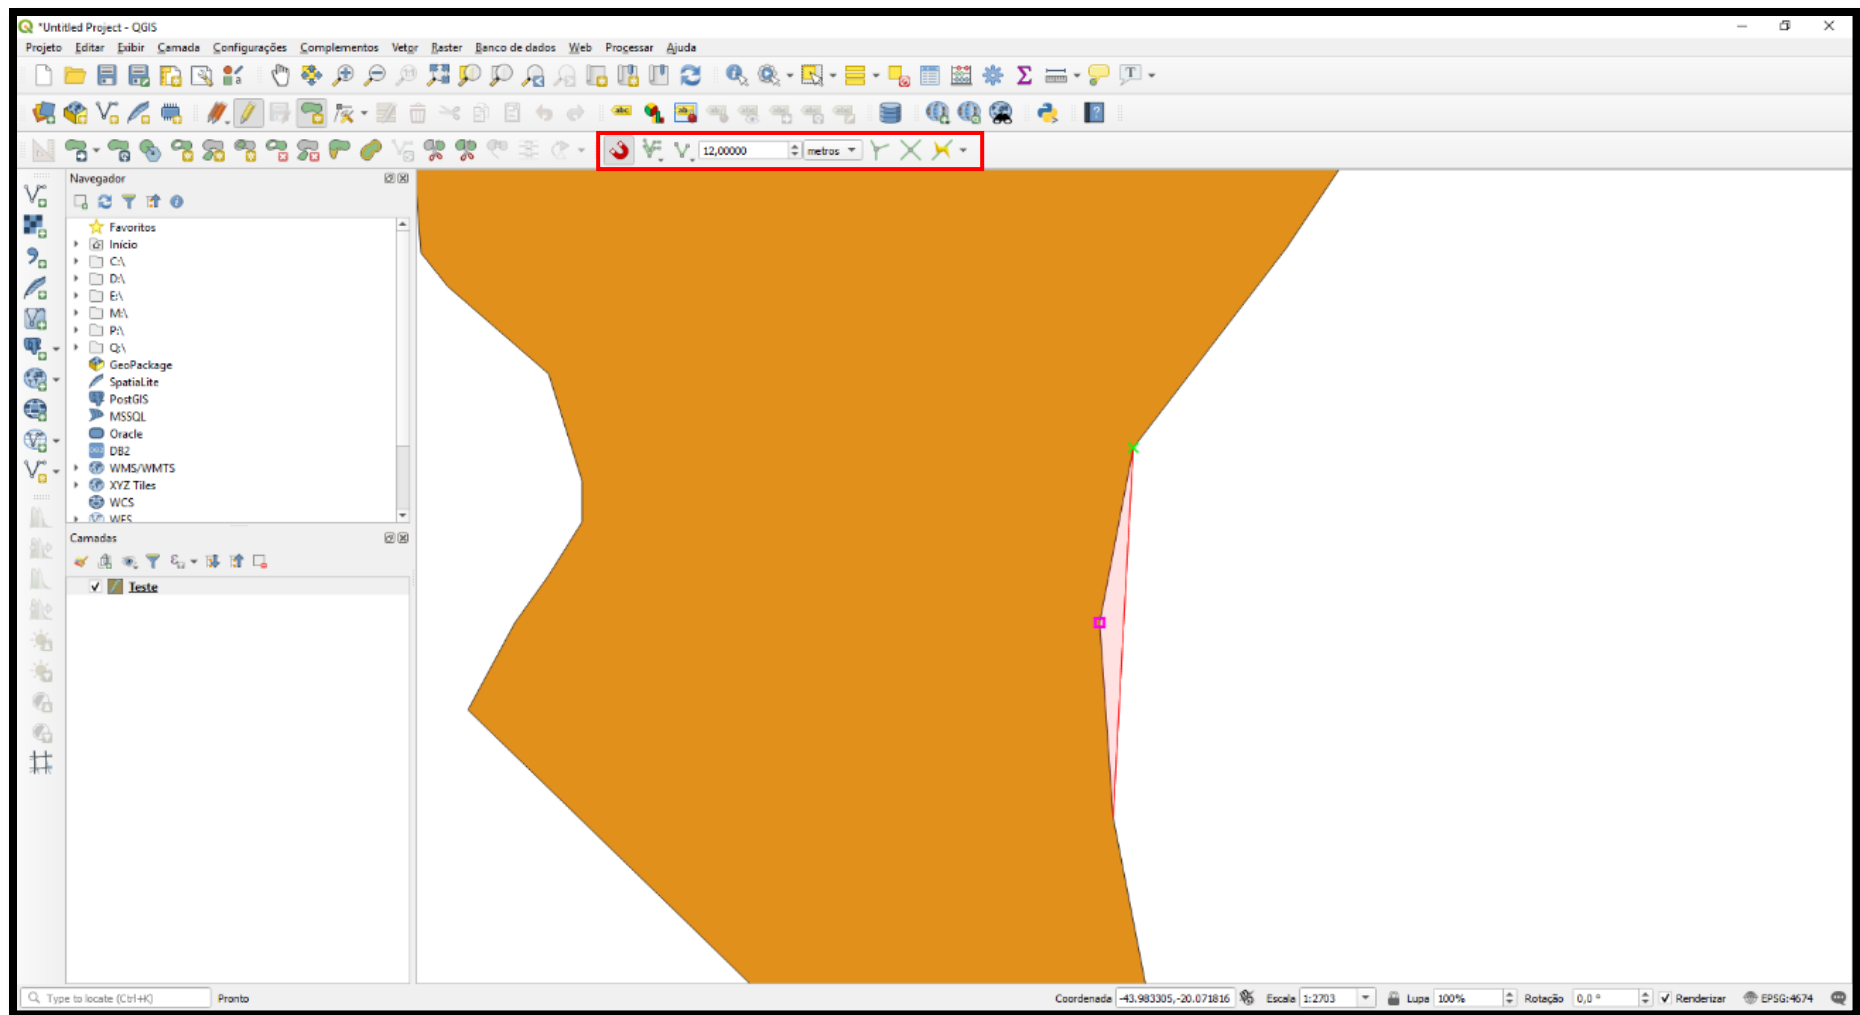 *Untitled Project - QGIS
Projeto Editar Exibir Camada Configurações Complementos Vetor Raster Banco de dados Web Processar Ajuda
12,00000 metros
Navegador
Favoritos
Início
C:\
D:\
E:\
M:\
P:\
Q:\
GeoPackage
SpatiaLite
PostGIS
MSSQL
Oracle
DB2
WMS/WMTS
XYZ Tiles
WCS
WFS
Camadas
Teste
Type to locate (Ctrl+K) Pronto Coordenada -43.983305,-20.071816 Escala 1:2703 Lupa 100% Rotação 0,0 ° Renderizar EPSG:4674